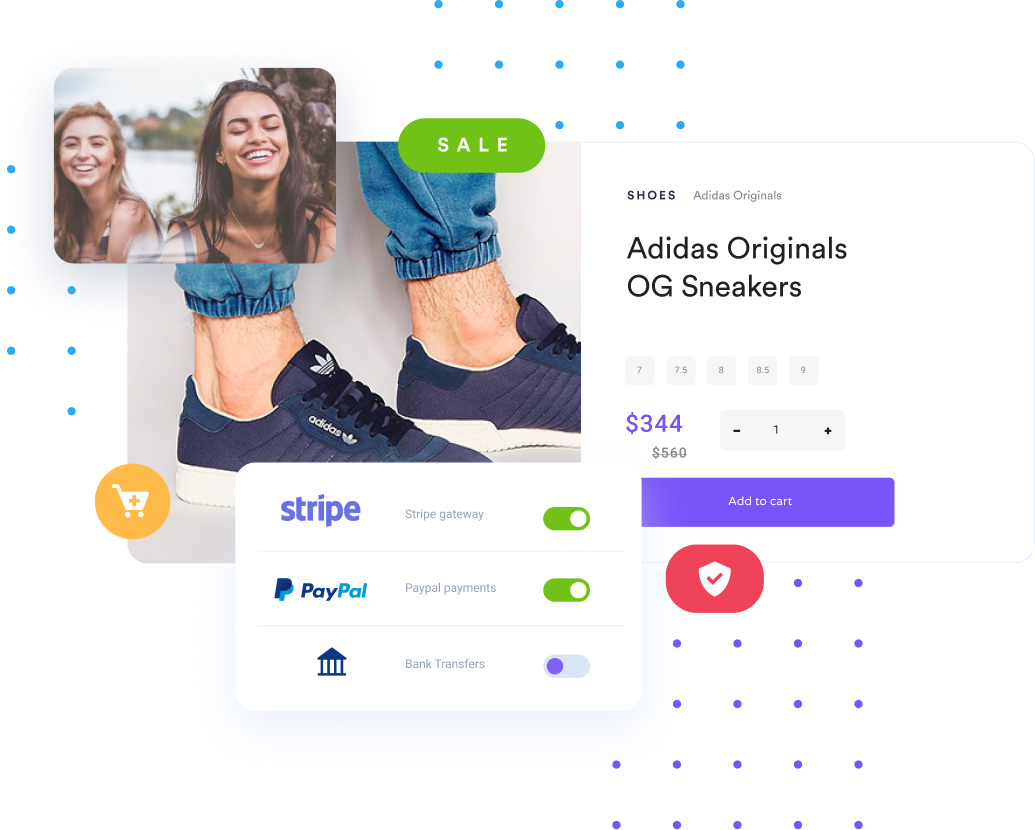 SALE
SHOES Adidas Originals
Adidas Originals
OG Sneakers
7 7.5 8 8.5 9
$344
- 1 +
$560
Add to cart
adidas
stripe Stripe gateway
PayPal Paypal payments
Bank Transfers